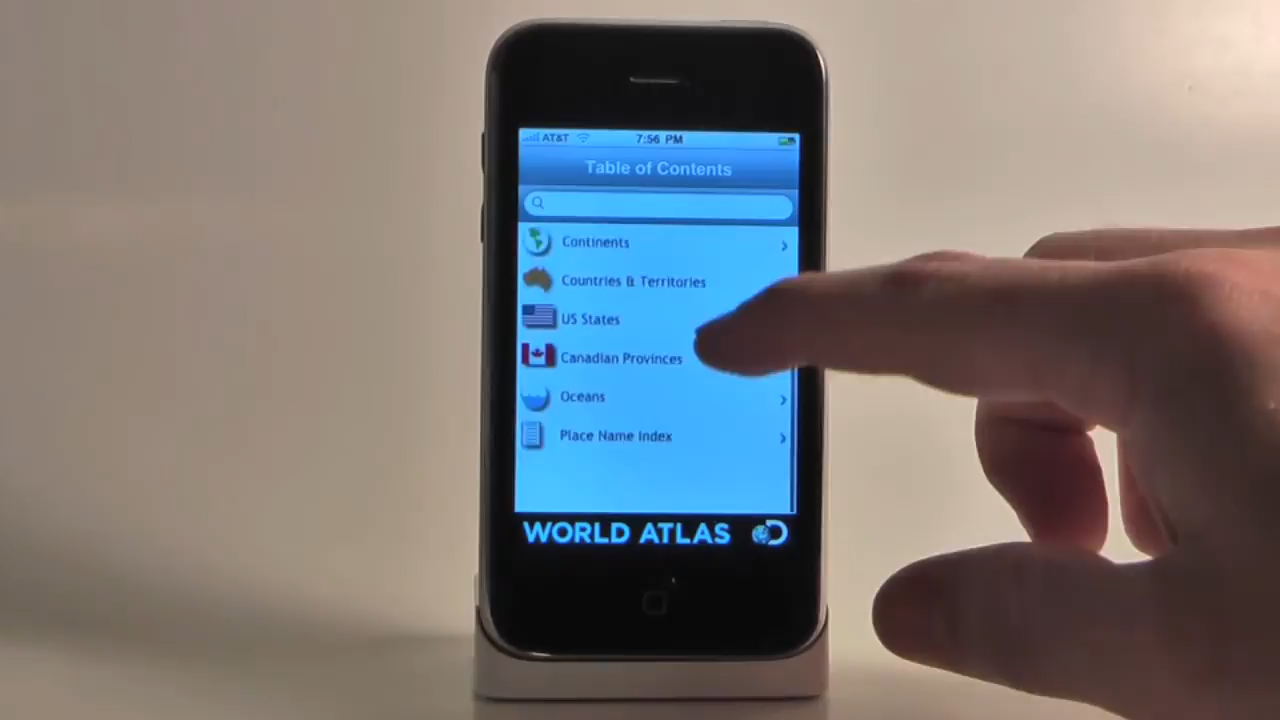 AT&T 7:56 PM
Table of Contents
Continents
Countries & Territories
US States
Canadian Provinces
Oceans
Place Name Index
WORLD ATLAS